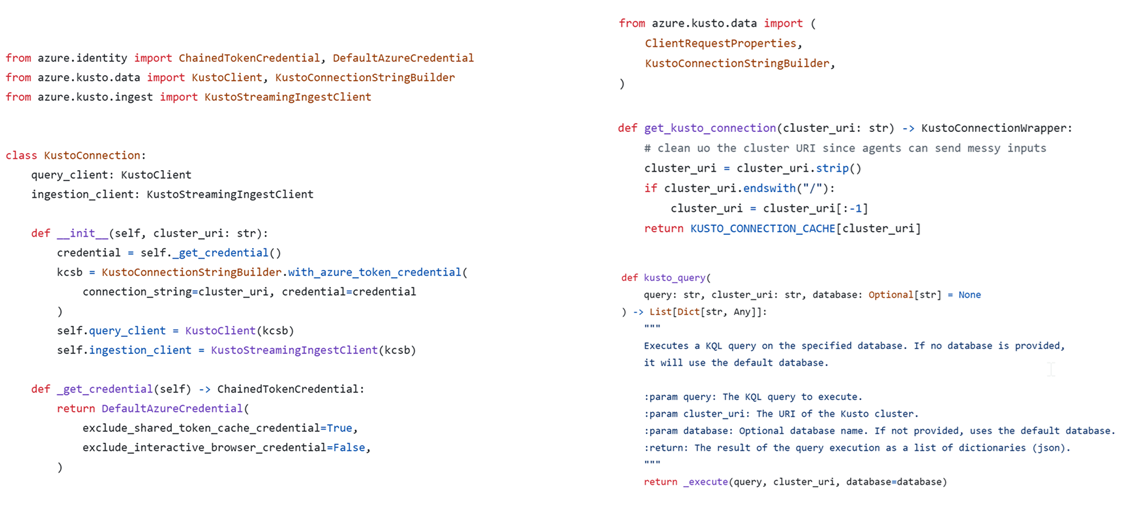 from azure.identity import ChainedTokenCredential, DefaultAzureCredential
from azure.kusto.data import KustoClient, KustoConnectionStringBuilder
from azure.kusto.ingest import KustoStreamingIngestClient
class KustoConnection:
query_client: KustoClient
ingestion_client: KustoStreamingIngestClient
def __init__(self, cluster_uri: str):
credential = self._get_credential()
kcsb = KustoConnectionStringBuilder.with_azure_token_credential(
connection_string=cluster_uri, credential=credential
)
self.query_client = KustoClient(kcsb)
self.ingestion_client = KustoStreamingIngestClient(kcsb)
def _get_credential(self) -> ChainedTokenCredential:
return DefaultAzureCredential(
exclude_shared_token_cache_credential=True,
exclude_interactive_browser_credential=False,
)
from azure.kusto.data import (
ClientRequestProperties,
KustoConnectionStringBuilder,
)
def get_kusto_connection(cluster_uri: str) -> KustoConnectionWrapper:
# clean uo the cluster URI since agents can send messy inputs
cluster_uri = cluster_uri.strip()
if cluster_uri.endswith("/"):
cluster_uri = cluster_uri[:-1]
return KUSTO_CONNECTION_CACHE[cluster_uri]
def kusto_query(
query: str, cluster_uri: str, database: Optional[str] = None
) -> List[Dict[str, Any]]:
"""
Executes a KQL query on the specified database. If no database is provided,
it will use the default database.
:param query: The KQL query to execute.
:param cluster_uri: The URI of the Kusto cluster.
:param database: Optional database name. If not provided, uses the default database.
:return: The result of the query execution as a list of dictionaries (json).
"""
return _execute(query, cluster_uri, database=database)